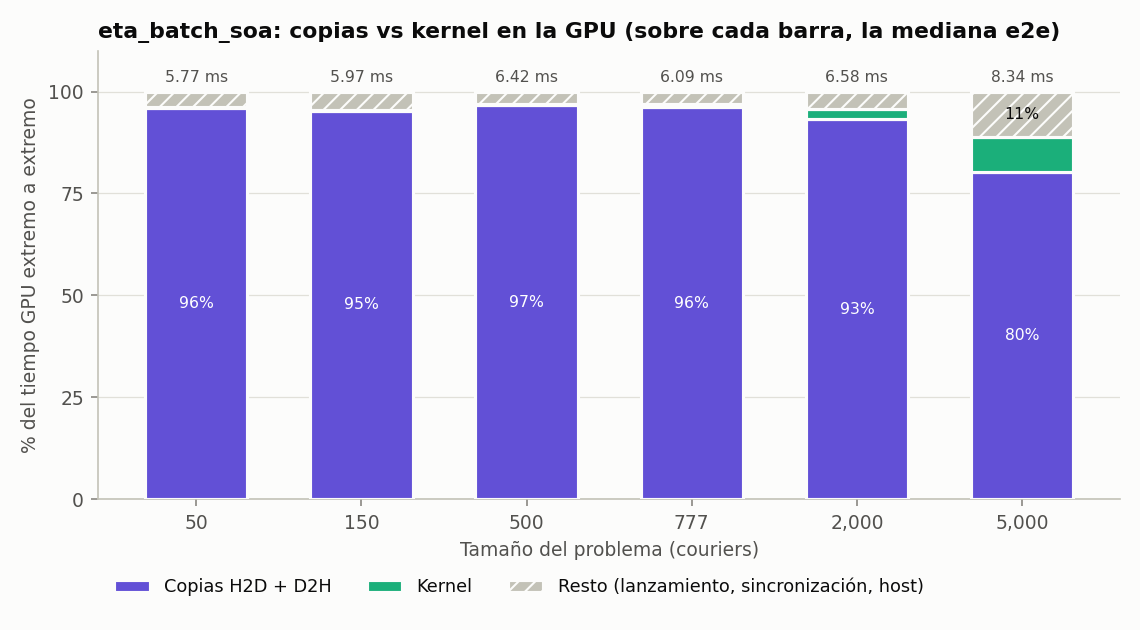 eta_batch_soa: copias vs kernel en la GPU (sobre cada barra, la mediana e2e)
5.77 ms 5.97 ms 6.42 ms 6.09 ms 6.58 ms 8.34 ms
100
75
50
25
0
% del tiempo GPU extremo a extremo
11%
96% 95% 97% 96% 93% 80%
50 150 500 777 2,000 5,000
Tamaño del problema (couriers)
Copias H2D + D2H Kernel Resto (lanzamiento, sincronización, host)